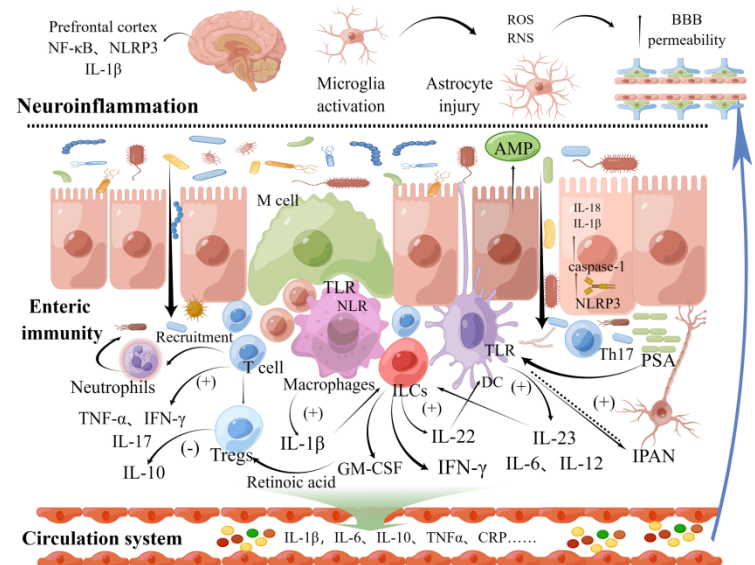 Prefrontal cortex
NF-κB、NLRP3
IL-1β
Microglia
activation
Astrocyte
injury
ROS
RNS
BBB
permeability
Neuroinflammation
AMP
M cell
IL-18
IL-1β
caspase-1
NLRP3
TLR
NLR
Enteric
immunity
Recruitment
Neutrophils
T cell
Macrophages
ILCs
TLR
DC
Th17
PSA
(+)
TNF-α、IFN-γ
IL-17
(-)
IL-10
Tregs
(+)
IL-1β
Retinoic acid
GM-CSF
(+)
IL-22
IFN-γ
(+)
IL-23
IL-6、IL-12
(+)
IPAN
Circulation system
IL-1β, IL-6、IL-10、TNFα、CRP……